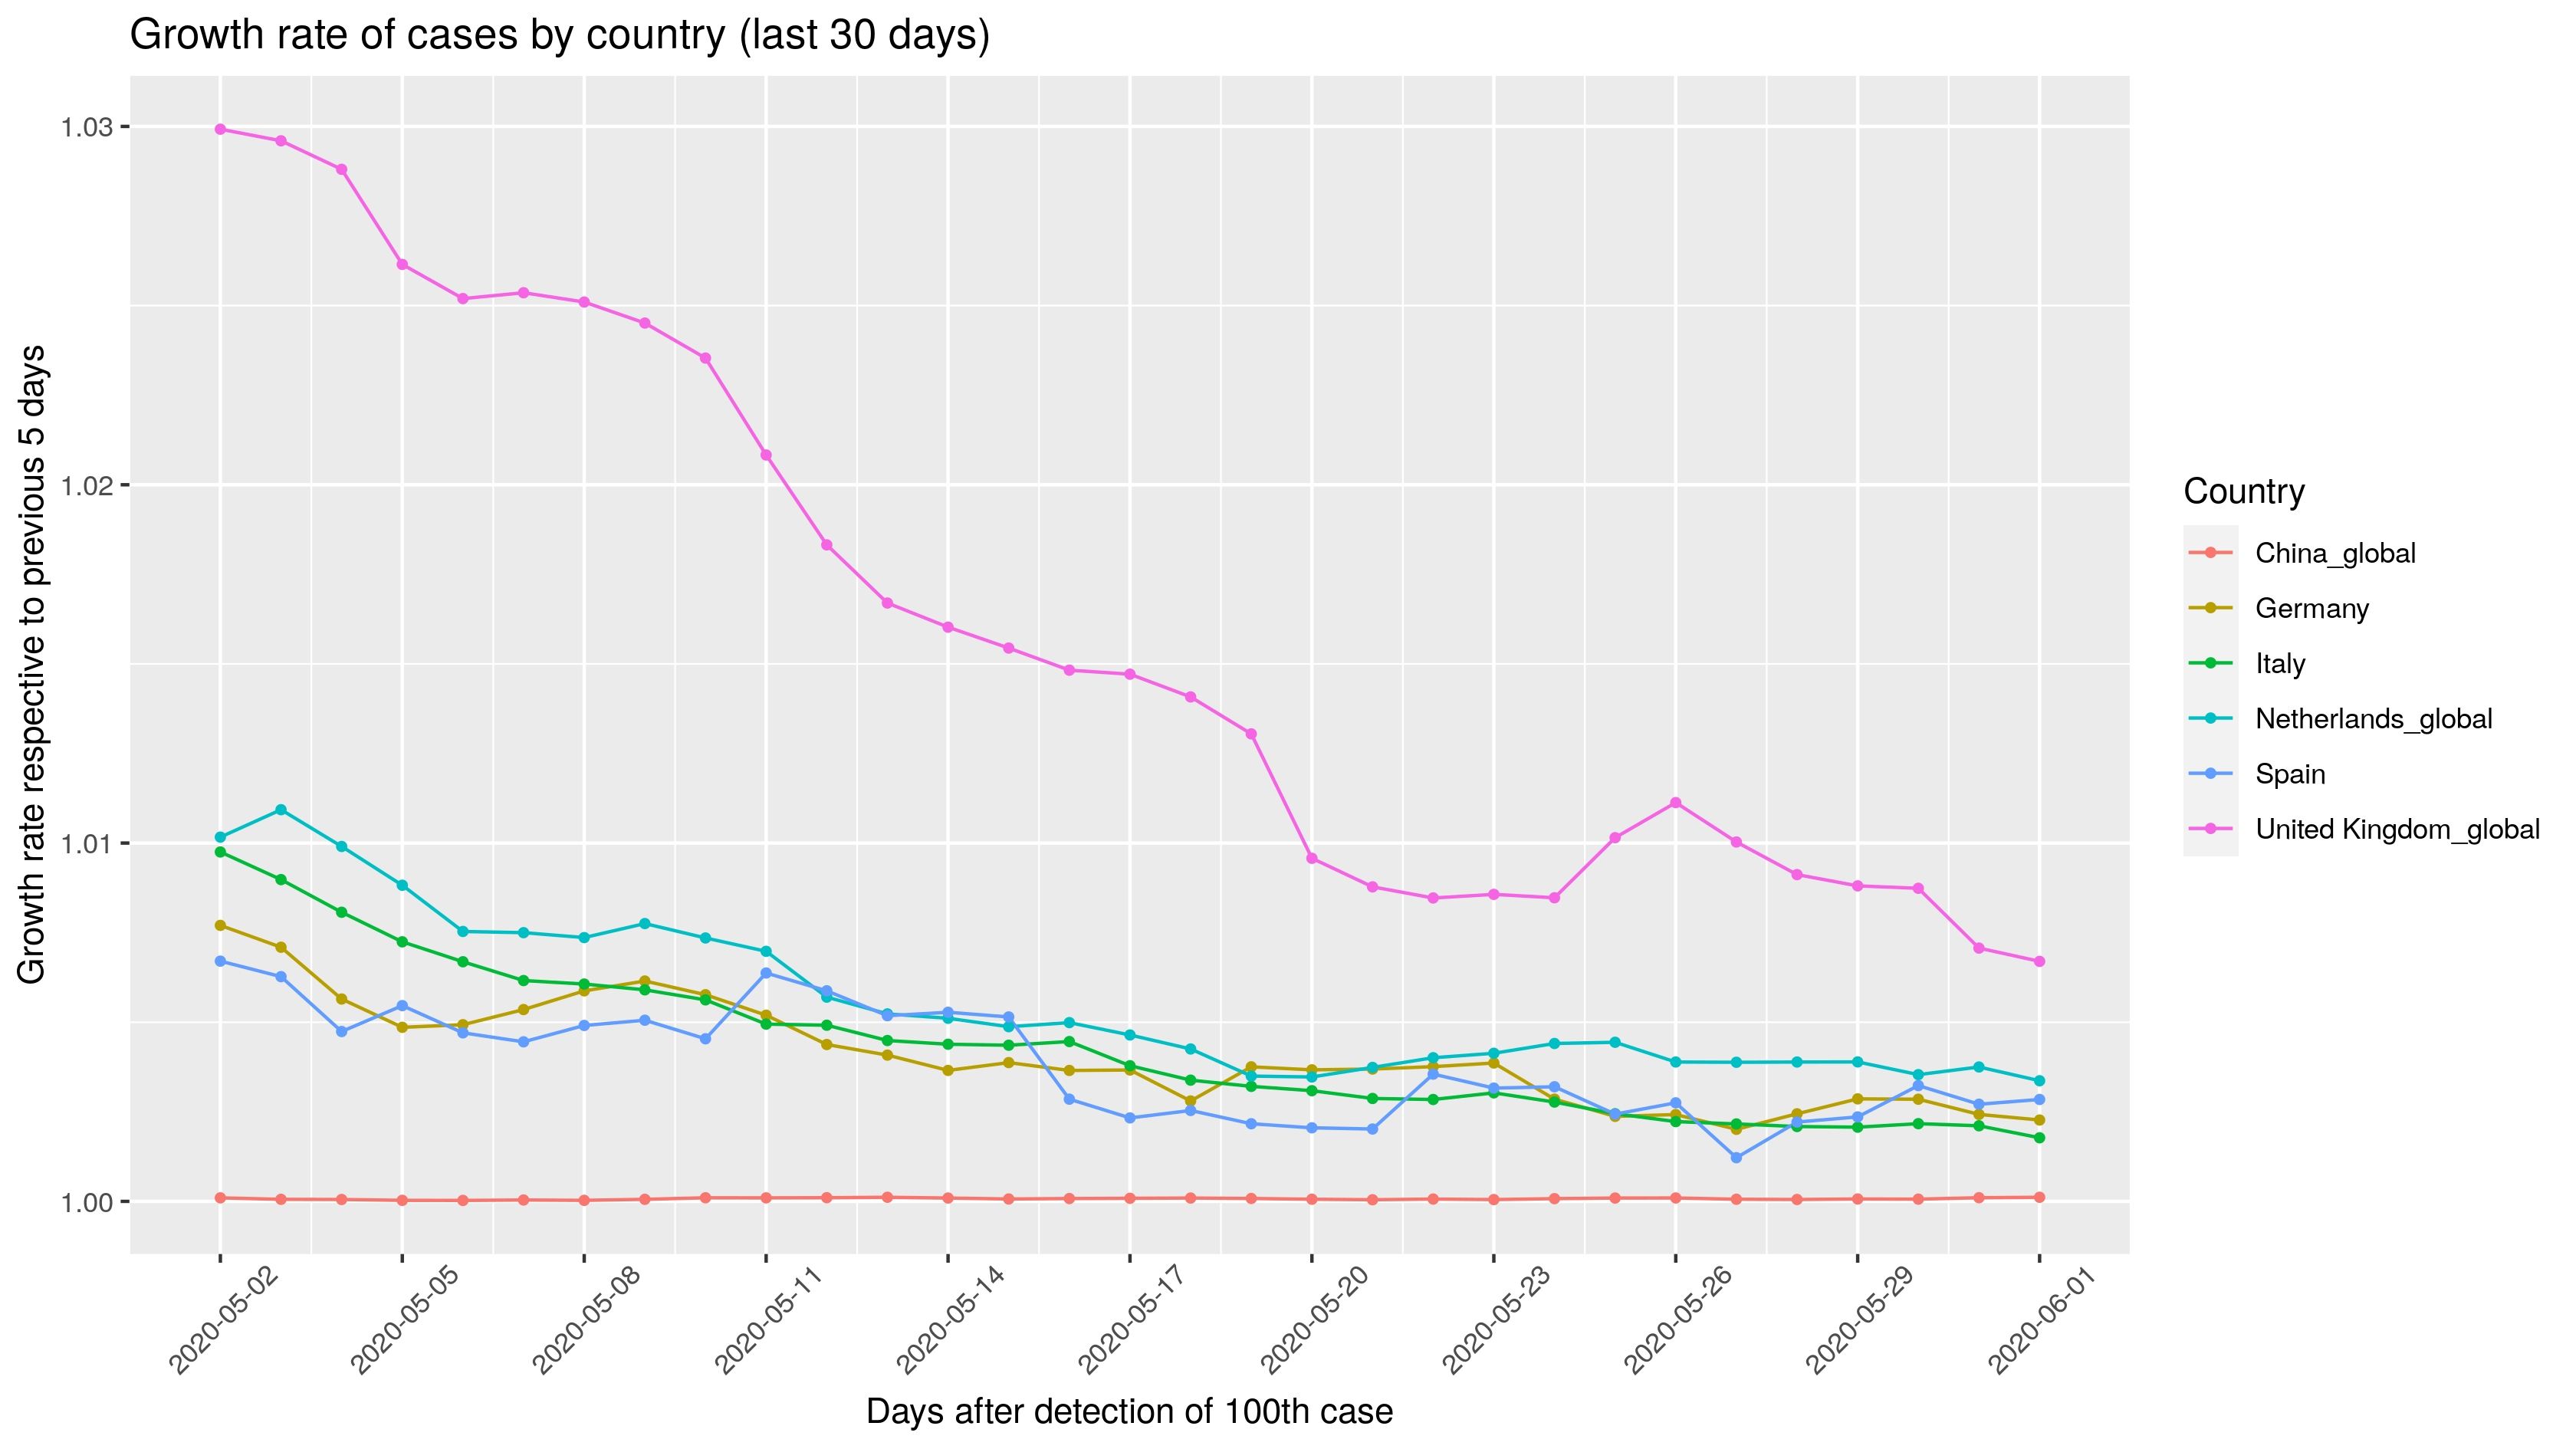 Growth rate of cases by country (last 30 days)
Growth rate respective to previous 5 days
1.03
1.02
1.01
1.00
2020-05-02
2020-05-05
2020-05-08
2020-05-11
2020-05-14
2020-05-17
2020-05-20
2020-05-23
2020-05-26
2020-05-29
2020-06-01
Days after detection of 100th case
Country
China_global
Germany
Italy
Netherlands_global
Spain
United Kingdom_global